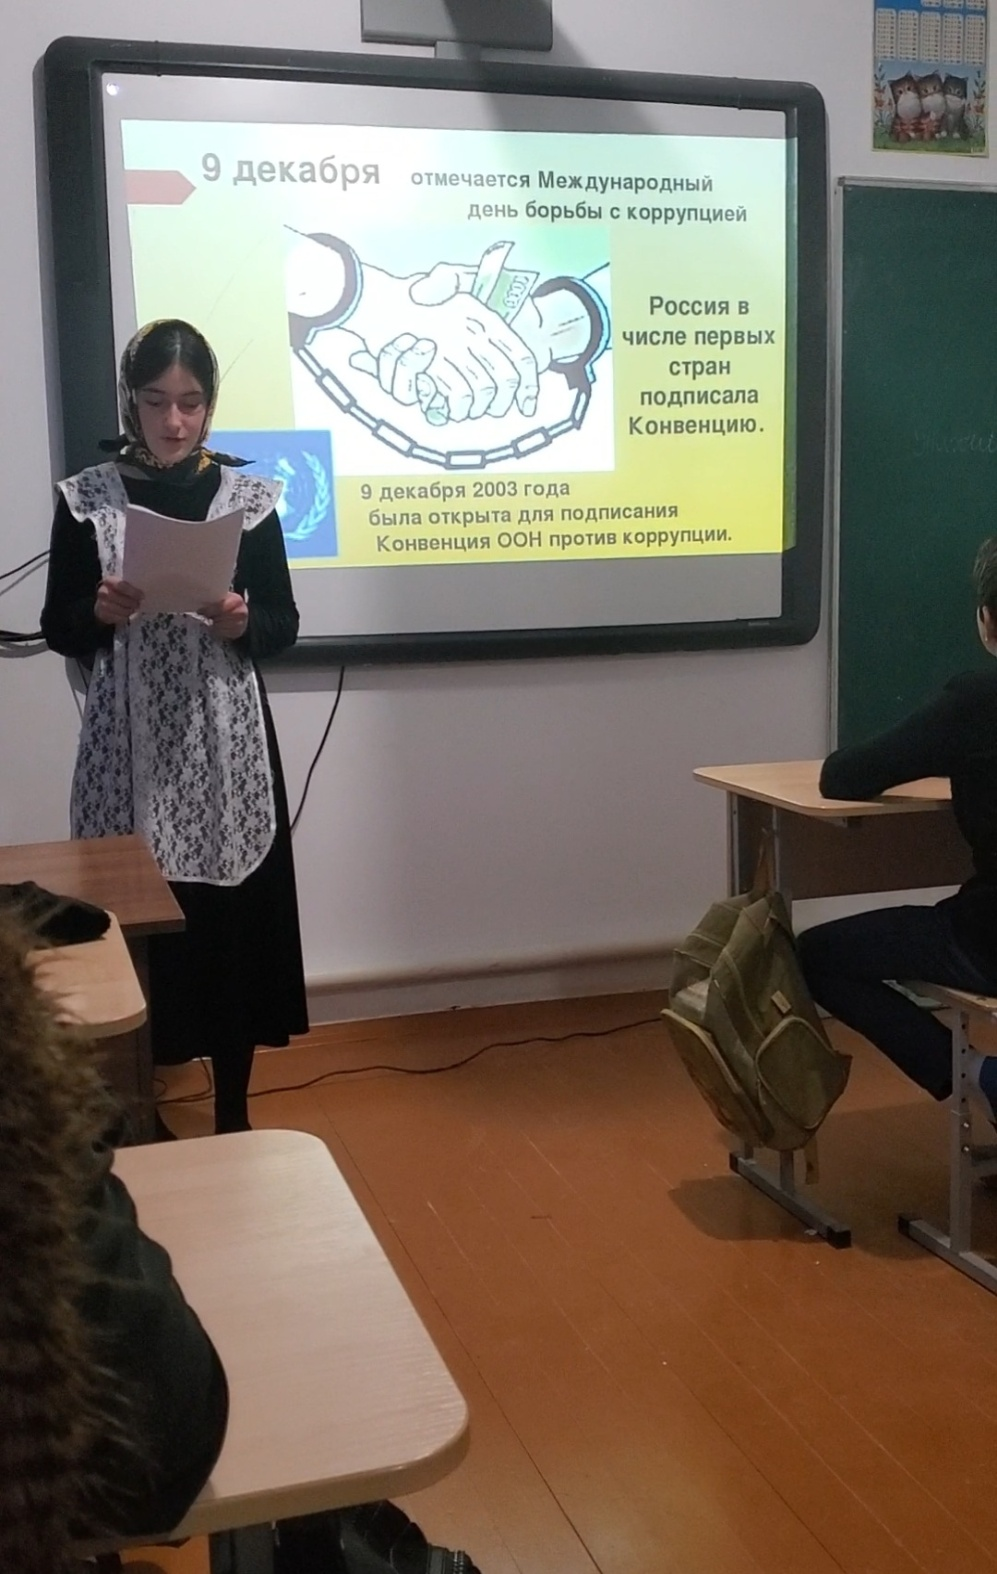 9 декабря отмечается Международный
день борьбы с коррупцией
Россия в
числе первых
стран
подписала
Конвенцию.
9 декабря 2003 года
была открыта для подписания
Конвенция ООН против коррупции.